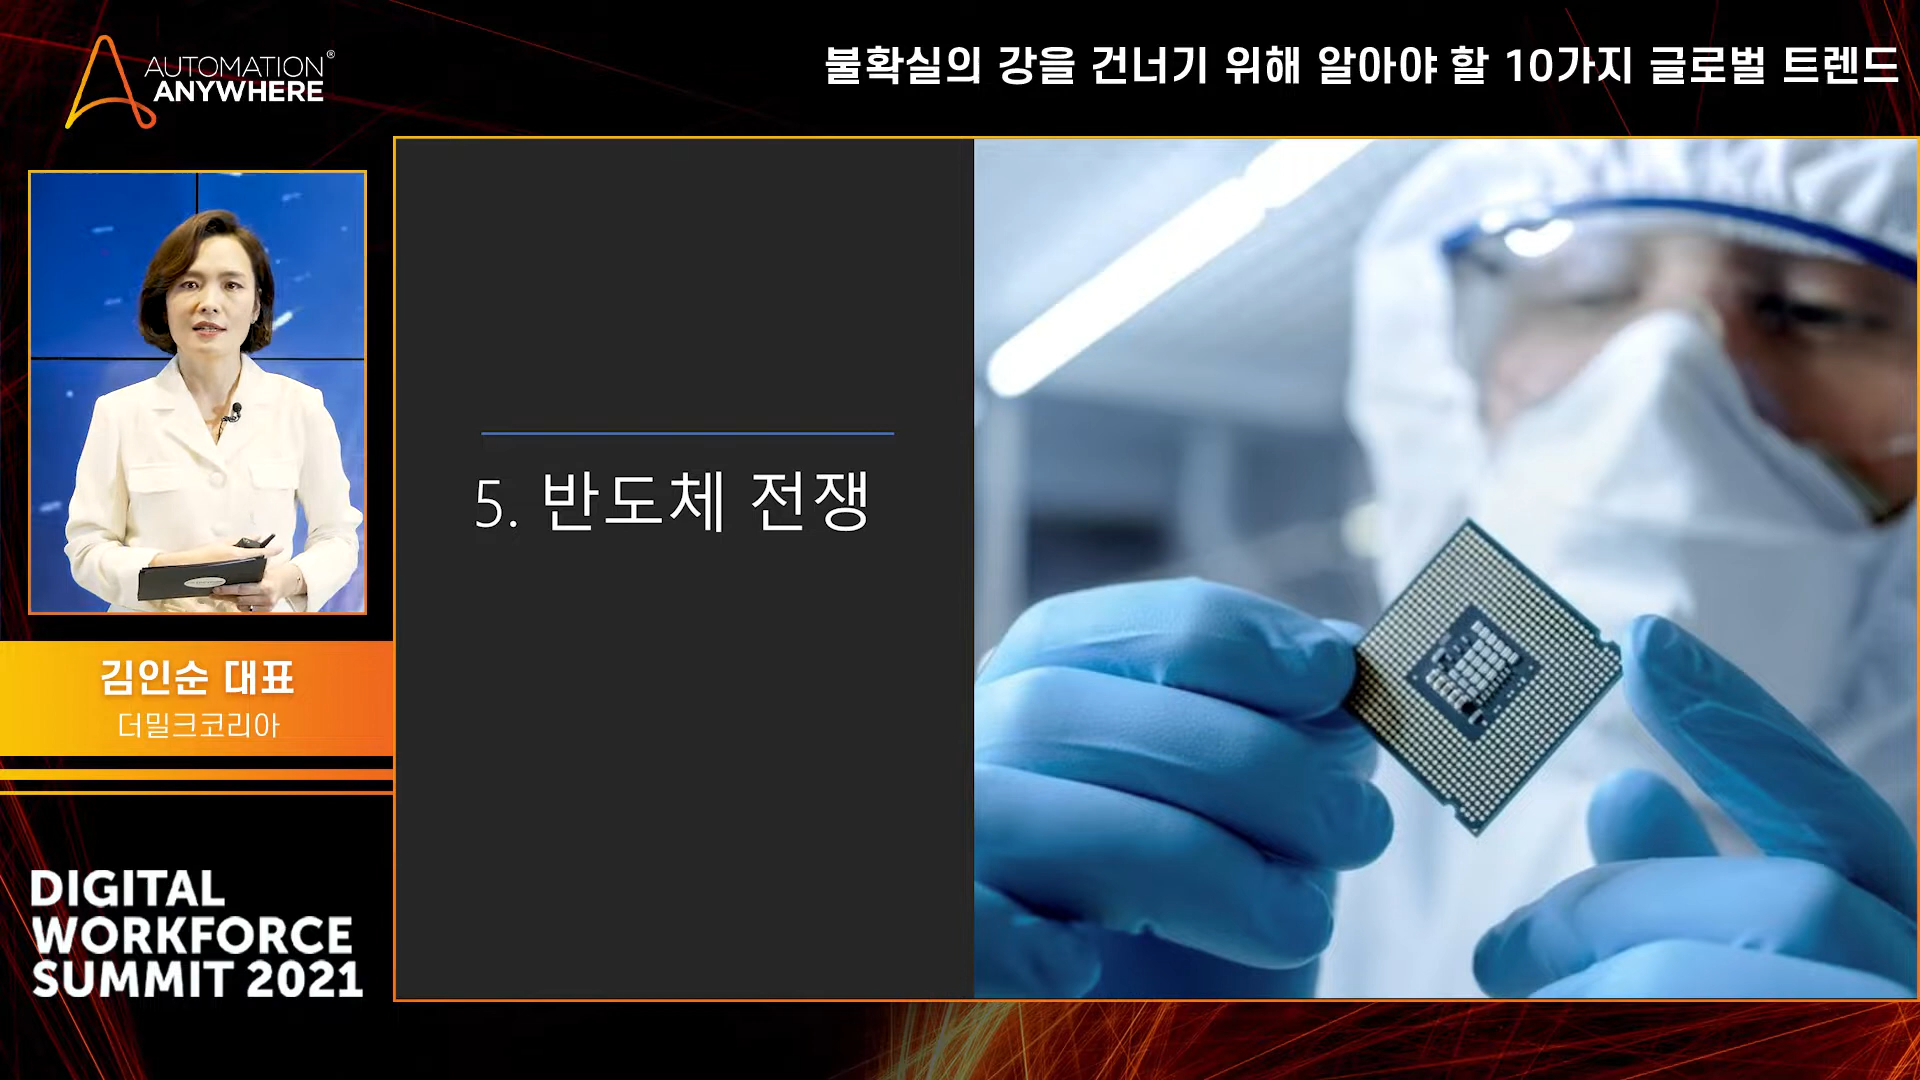 AUTOMATION®
ANYWHERE
불확실의 강을 건너기 위해 알아야 할 10가지 글로벌 트렌드
5. 반도체 전쟁
김인순 대표
더밀크코리아
DIGITAL
WORKFORCE
SUMMIT 2021